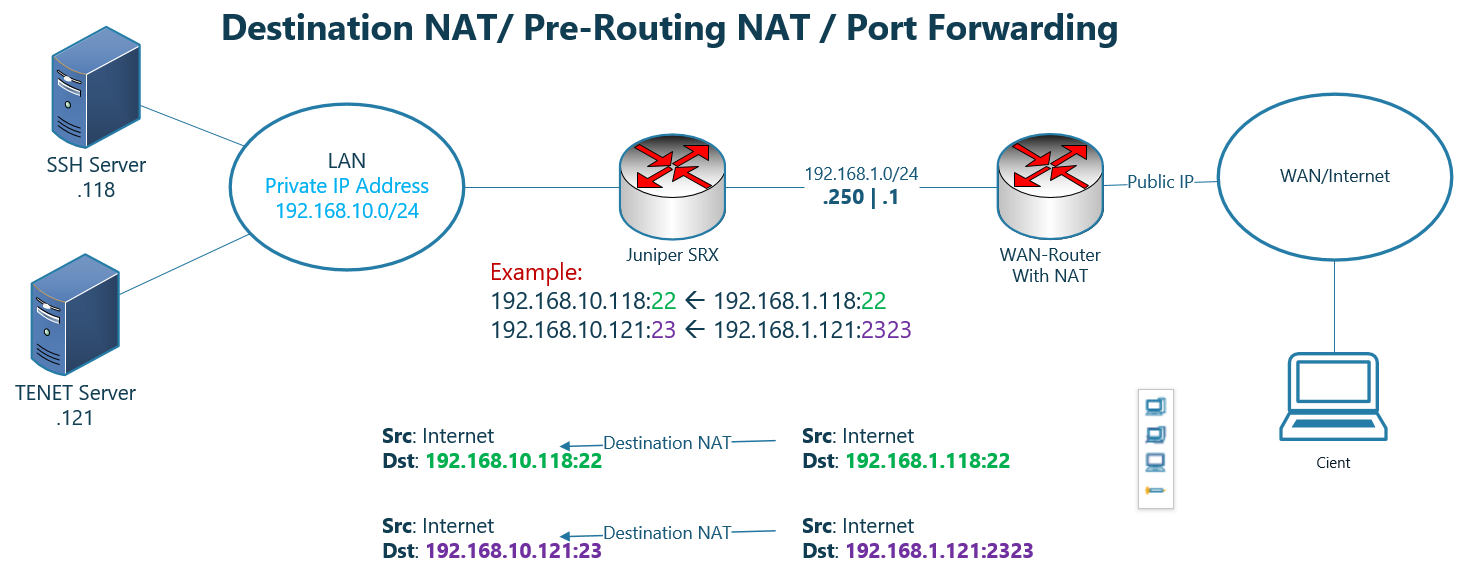 Destination NAT/ Pre-Routing NAT / Port Forwarding
SSH Server
.118
LAN
Private IP Address
192.168.10.0/24
192.168.1.0/24
.250 | .1
Public IP
WAN/Internet
Juniper SRX
WAN-Router
With NAT
Example:
192.168.10.118:22 ← 192.168.1.118:22
192.168.10.121:23 ← 192.168.1.121:2323
TENET Server
.121
Src: Internet
Dst: 192.168.10.118:22
Destination NAT
Src: Internet
Dst: 192.168.1.118:22
Cient
Src: Internet
Dst: 192.168.10.121:23
Destination NAT
Src: Internet
Dst: 192.168.1.121:2323